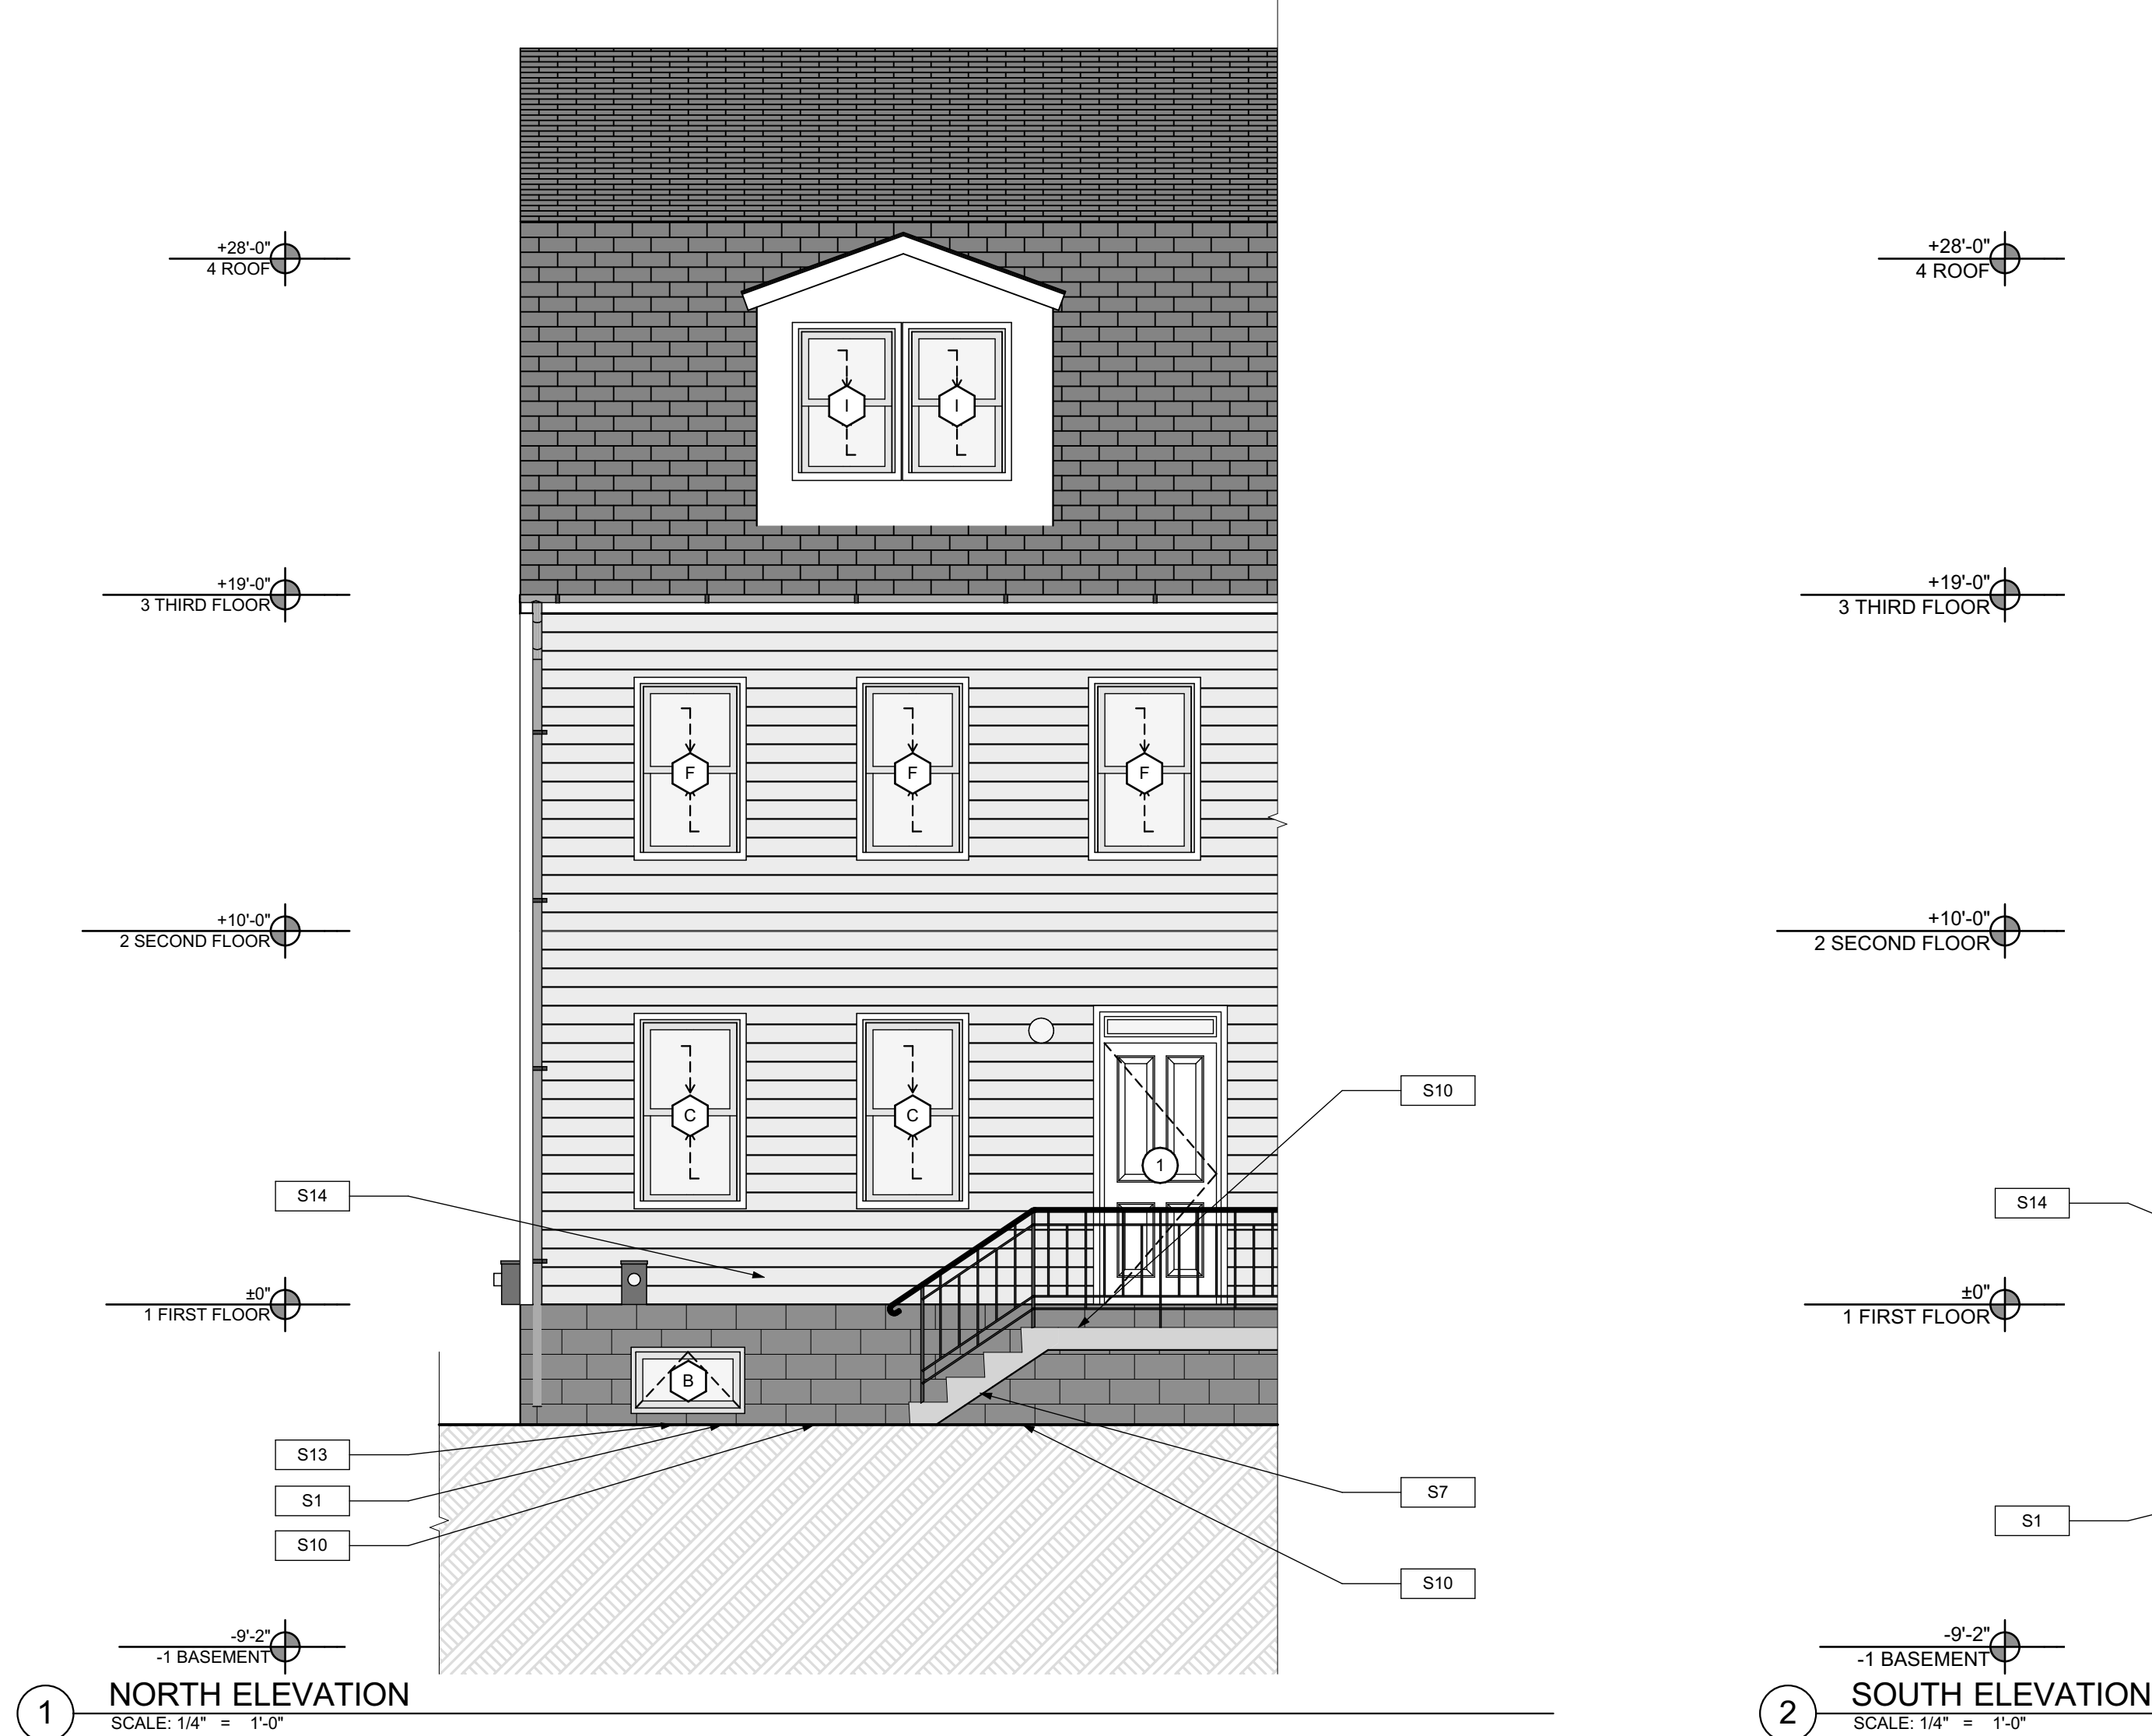 +28'-0"
4 ROOF
+28'-0"
4 ROOF
I
I
+19'-0"
3 THIRD FLOOR
+19'-0"
3 THIRD FLOOR
F
F
F
+10'-0"
2 SECOND FLOOR
+10'-0"
2 SECOND FLOOR
S10
C
C
1
S14
S14
±0"
1 FIRST FLOOR
±0"
1 FIRST FLOOR
B
S13
S1
S7
S1
S10
S10
-9'-2"
-1 BASEMENT
-9'-2"
-1 BASEMENT
1
NORTH ELEVATION
SCALE: 1/4" = 1'-0"
2
SOUTH ELEVATION
SCALE: 1/4" = 1'-0"